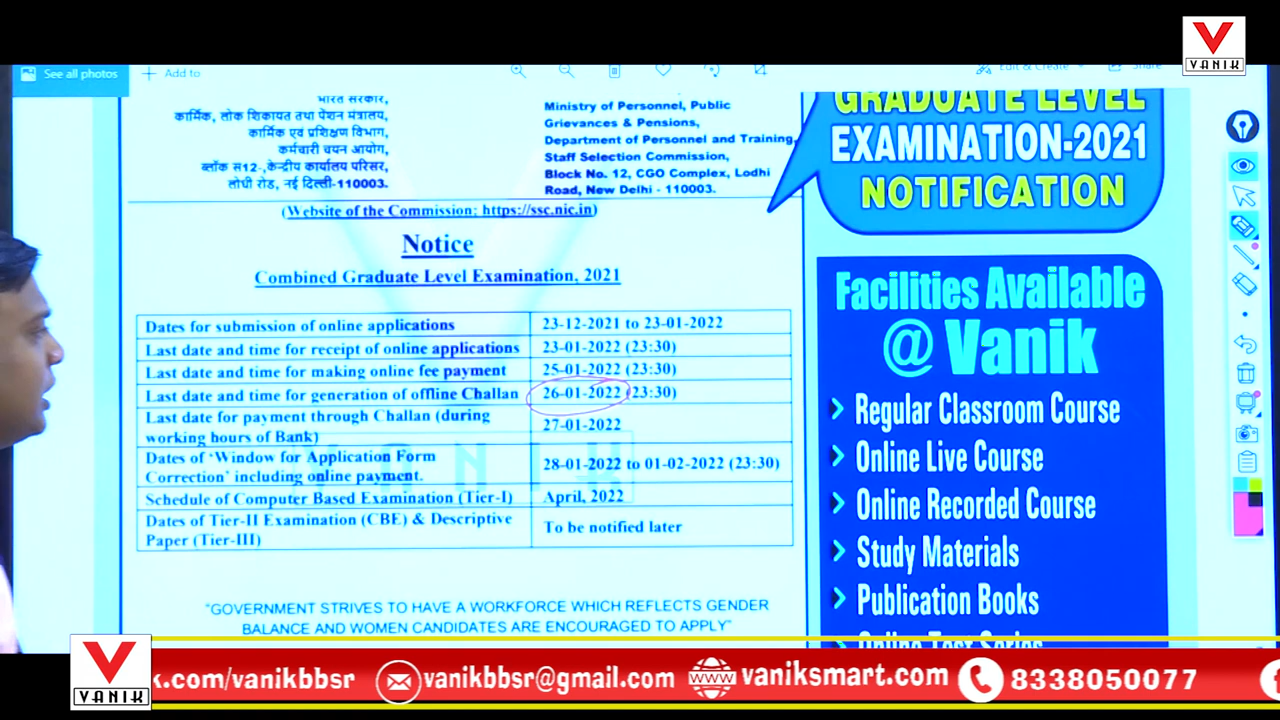 VANIK
See all photos
Add to
Edit & Create
Share
भारत सरकार,
कार्मिक, लोक शिकायत तथा पेंशन मंत्रालय,
कार्मिक एवं प्रशिक्षण विभाग,
कर्मचारी चयन आयोग,
ब्लॉक स12-,केन्द्रीय कार्यालय परिसर,
लोधी रोड, नई दिल्ली-110003.
Ministry of Personnel, Public
Grievances & Pensions,
Department of Personnel and Training,
Staff Selection Commission,
Block No. 12, CGO Complex, Lodhi
Road, New Delhi - 110003.
(Website of the Commission: https://ssc.nic.in)
Notice
Combined Graduate Level Examination, 2021
Dates for submission of online applications 23-12-2021 to 23-01-2022
Last date and time for receipt of online applications 23-01-2022 (23:30)
Last date and time for making online fee payment 25-01-2022 (23:30)
Last date and time for generation of offline Challan 26-01-2022 (23:30)
Last date for payment through Challan (during
working hours of Bank) 27-01-2022
Dates of 'Window for Application Form
Correction' including online payment. 28-01-2022 to 01-02-2022 (23:30)
Schedule of Computer Based Examination (Tier-I) April, 2022
Dates of Tier-II Examination (CBE) & Descriptive
Paper (Tier-III) To be notified later
"GOVERNMENT STRIVES TO HAVE A WORKFORCE WHICH REFLECTS GENDER
BALANCE AND WOMEN CANDIDATES ARE ENCOURAGED TO APPLY"
GRADUATE LEVEL
EXAMINATION-2021
NOTIFICATION
Facilities Available
@ Vanik
Regular Classroom Course
Online Live Course
Online Recorded Course
Study Materials
Publication Books
Online Test Series
VANIK
k.com/vanikbbsr vanikbbsr@gmail.com vaniksmart.com 8338050077